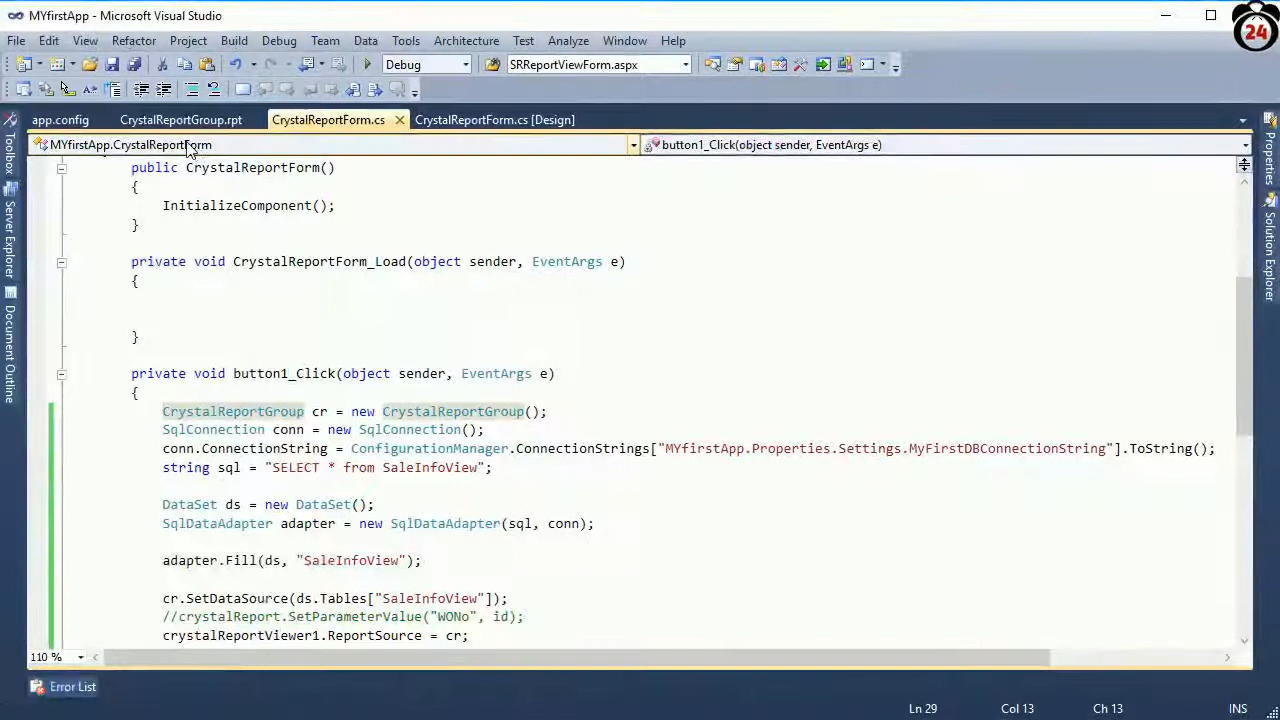 MYfirstApp - Microsoft Visual Studio
24
File Edit View Refactor Project Build Debug Team Data Tools Architecture Test Analyze Window Help
Debug SRReportViewForm.aspx
app.config CrystalReportGroup.rpt CrystalReportForm.cs CrystalReportForm.cs [Design]
MYfirstApp.CrystalReportForm button1_Click(object sender, EventArgs e)
Toolbox
Server Explorer
Document Outline
public CrystalReportForm()
{
InitializeComponent();
}
private void CrystalReportForm_Load(object sender, EventArgs e)
{
}
private void button1_Click(object sender, EventArgs e)
{
CrystalReportGroup cr = new CrystalReportGroup();
SqlConnection conn = new SqlConnection();
conn.ConnectionString = ConfigurationManager.ConnectionStrings["MYfirstApp.Properties.Settings.MyFirstDBConnectionString"].ToString();
string sql = "SELECT * from SaleInfoView";
DataSet ds = new DataSet();
SqlDataAdapter adapter = new SqlDataAdapter(sql, conn);
adapter.Fill(ds, "SaleInfoView");
cr.SetDataSource(ds.Tables["SaleInfoView"]);
//crystalReport.SetParameterValue("WONo", id);
crystalReportViewer1.ReportSource = cr;
Properties
Solution Explorer
110 %
Error List
Ln 29 Col 13 Ch 13 INS